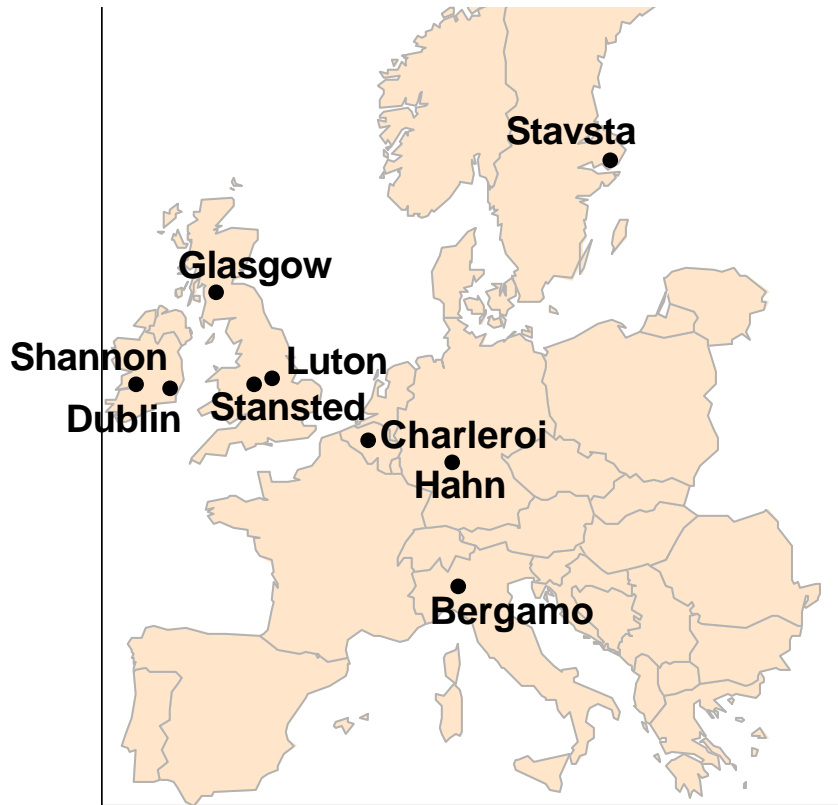 Stavsta
Glasgow
Shannon
Luton
Dublin
Stansted
Charleroi
Hahn
Bergamo